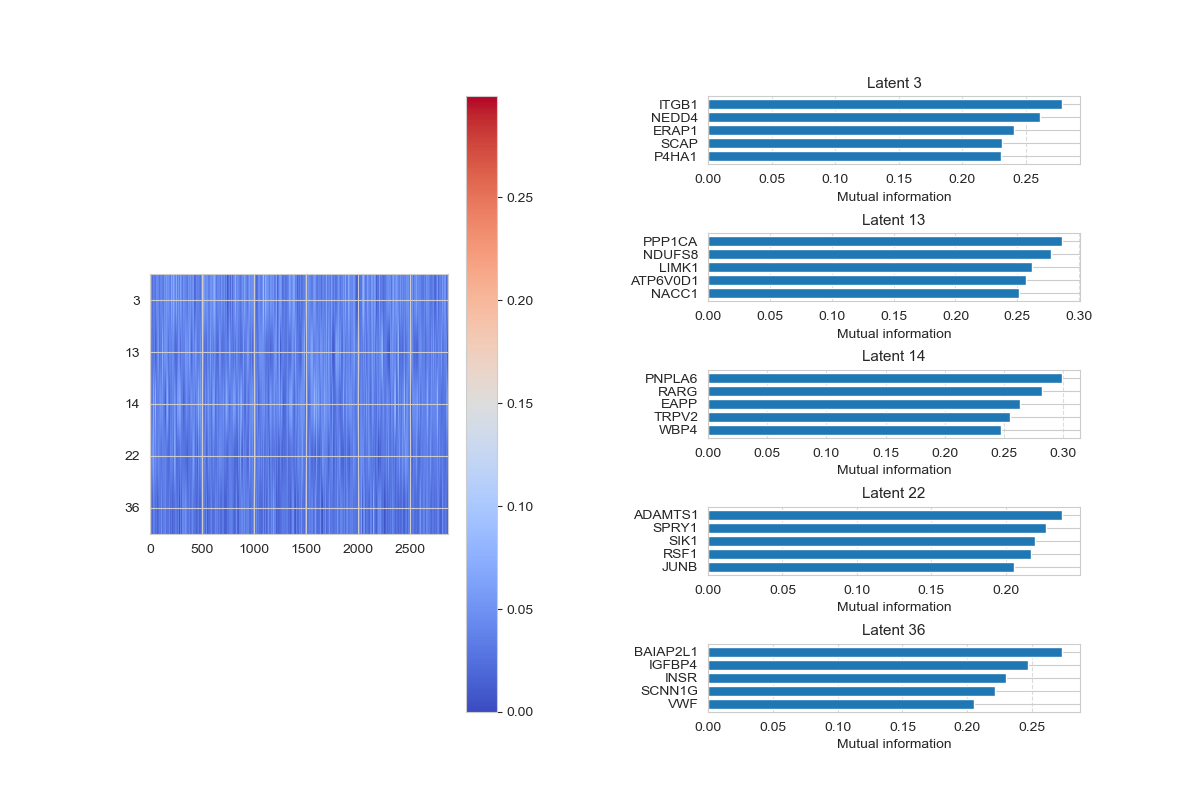 3
13
14
22
36
0 500 1000 1500 2000 2500
0.25
0.20
0.15
0.10
0.05
0.00
Latent 3
ITGB1
NEDD4
ERAP1
SCAP
P4HA1
0.00 0.05 0.10 0.15 0.20 0.25
Mutual information
Latent 13
PPP1CA
NDUFS8
LIMK1
ATP6V0D1
NACC1
0.00 0.05 0.10 0.15 0.20 0.25 0.30
Mutual information
Latent 14
PNPLA6
RARG
EAPP
TRPV2
WBP4
0.00 0.05 0.10 0.15 0.20 0.25 0.30
Mutual information
Latent 22
ADAMTS1
SPRY1
SIK1
RSF1
JUNB
0.00 0.05 0.10 0.15 0.20
Mutual information
Latent 36
BAIAP2L1
IGFBP4
INSR
SCNN1G
VWF
0.00 0.05 0.10 0.15 0.20 0.25
Mutual information